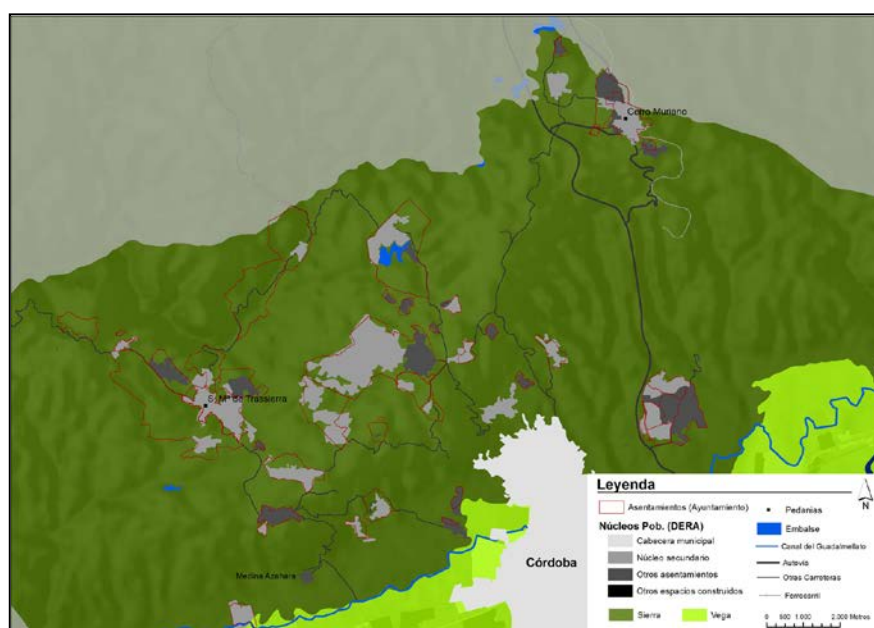 Cerro Muriano
Sª Mª de Trassierra
Medina Azahara
Córdoba
Leyenda
Asentamientos (Ayuntamiento)
Núcleos Pob. (DERA)
Cabecera municipal
Núcleo secundario
Otros asentamientos
Otros espacios construidos
Sierra
Vega
Pedanías
Embalse
Canal del Guadalmellato
Autovía
Otras Carreteras
Ferrocarril
N
0 500 1.000 2.000 Metros